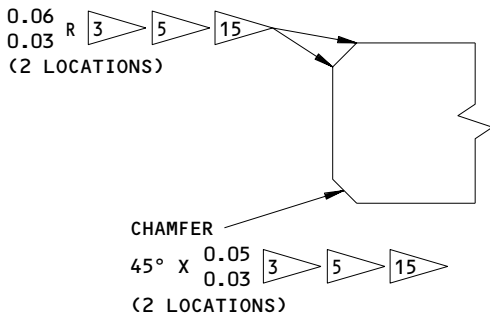 0.06
0.03 R 3 5 15
(2 LOCATIONS)
CHAMFER
45° X 0.05
0.03 3 5 15
(2 LOCATIONS)